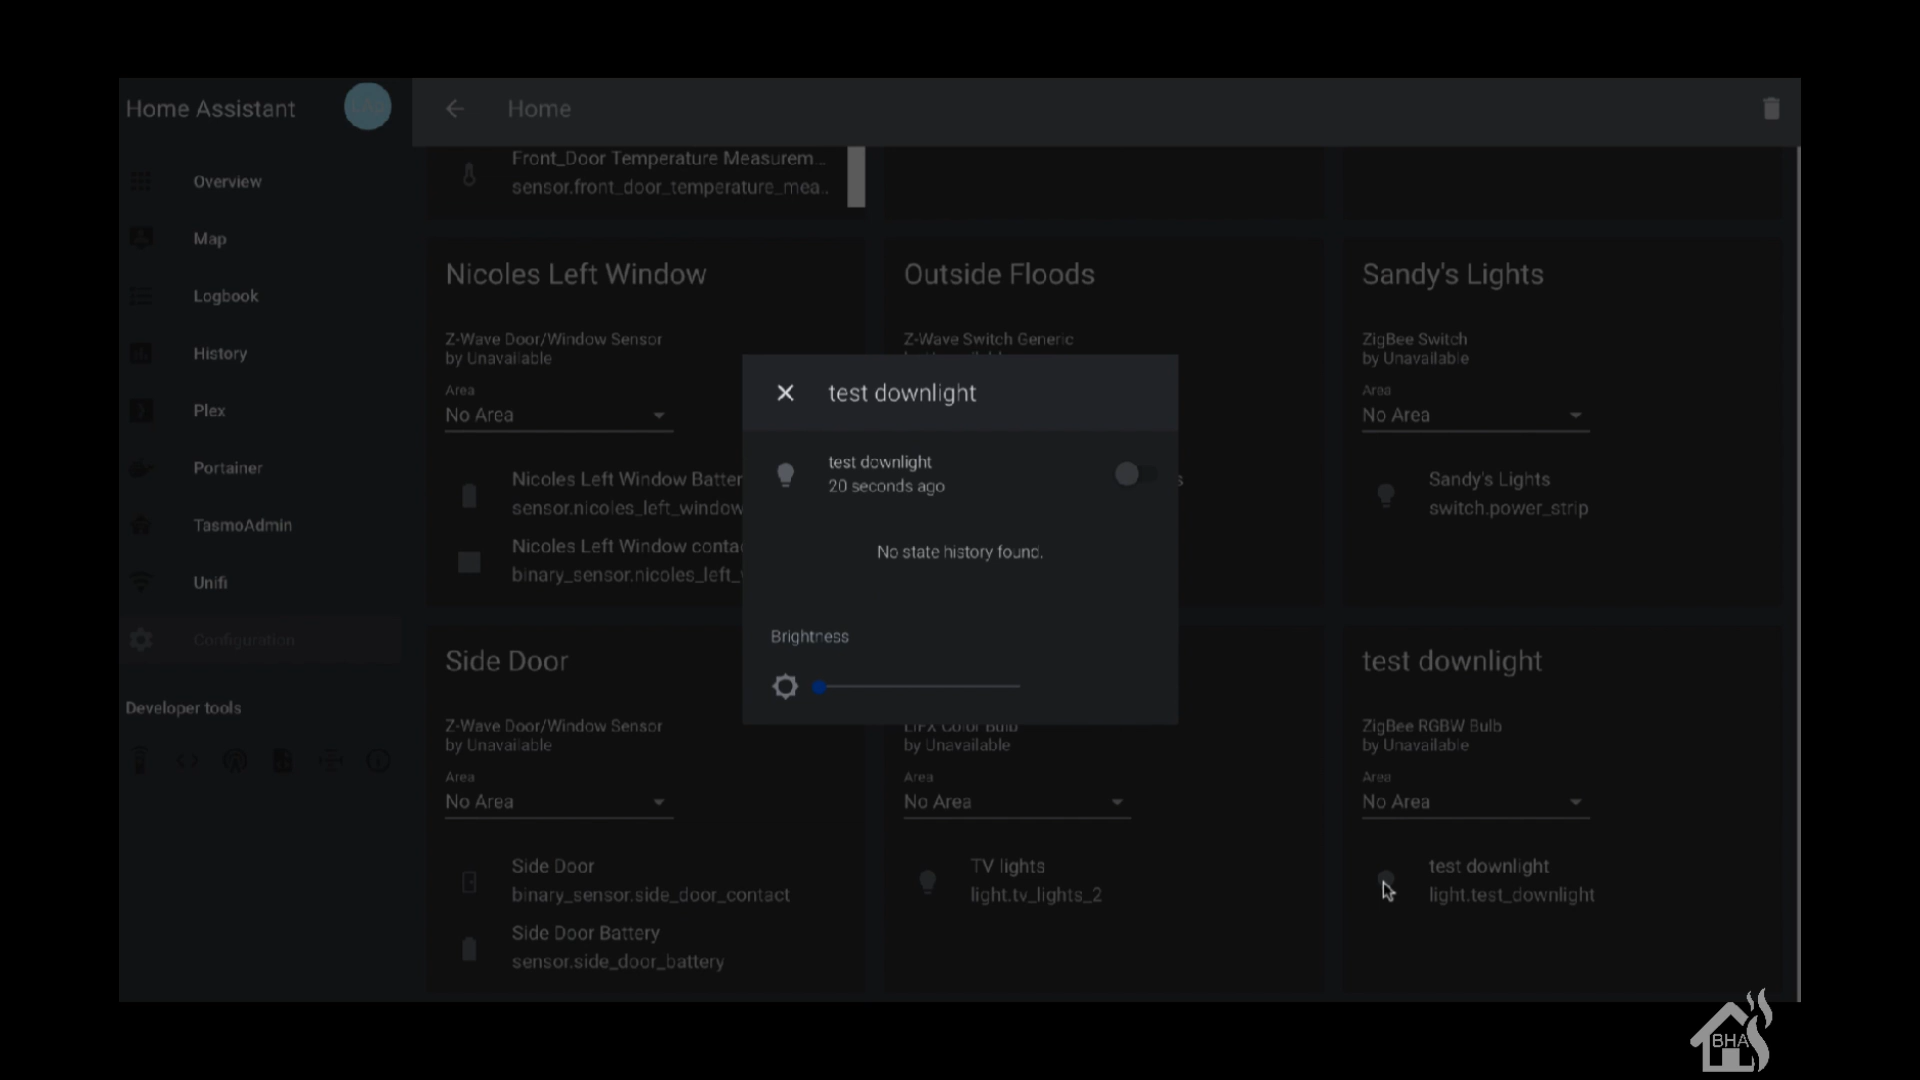 Home Assistant
Home
Overview
Map
Logbook
History
Plex
Portainer
TasmoAdmin
Unifi
Configuration
Developer tools
Front_Door Temperature Measurem...
sensor.front_door_temperature_mea..
Nicoles Left Window
Z-Wave Door/Window Sensor
by Unavailable
Area
No Area
Nicoles Left Window Batter
sensor.nicoles_left_window
Nicoles Left Window conta
binary_sensor.nicoles_left_
Outside Floods
Z-Wave Switch Generic
Sandy's Lights
ZigBee Switch
by Unavailable
Area
No Area
Sandy's Lights
switch.power_strip
test downlight
test downlight
20 seconds ago
No state history found.
Brightness
Side Door
Z-Wave Door/Window Sensor
by Unavailable
Area
No Area
Side Door
binary_sensor.side_door_contact
Side Door Battery
sensor.side_door_battery
LIFX Color Bulb
by Unavailable
Area
No Area
TV lights
light.tv_lights_2
test downlight
ZigBee RGBW Bulb
by Unavailable
Area
No Area
test downlight
light.test_downlight
BHA